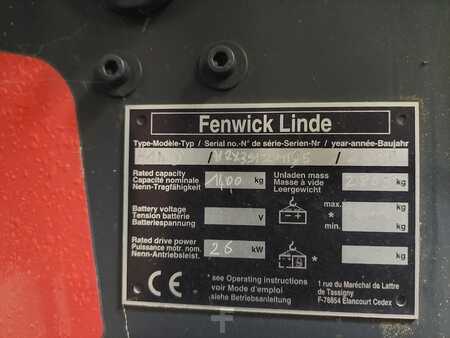 Fenwick Linde
Type-Modèle-Typ / Serial no.-N° de série-Serien-Nr / year-année-Baujahr
Rated capacity
Capacité nominale
Nenn-Tragfähigkeit
1400 kg
Unladen mass
Masse à vide
Leergewicht
kg
Battery voltage
Tension batterie
Batteriespannung
V
max.
*
min.
kg
kg
Rated drive power
Puissance motr. nom.
Nenn-Antriebsleist.
26 kW
*
kg
CE
*see Operating instructions
voir Mode d'emploi
siehe Betriebsanleitung
1 rue du Maréchal de Lattre
de Tassigny
F-78854 Elancourt Cedex